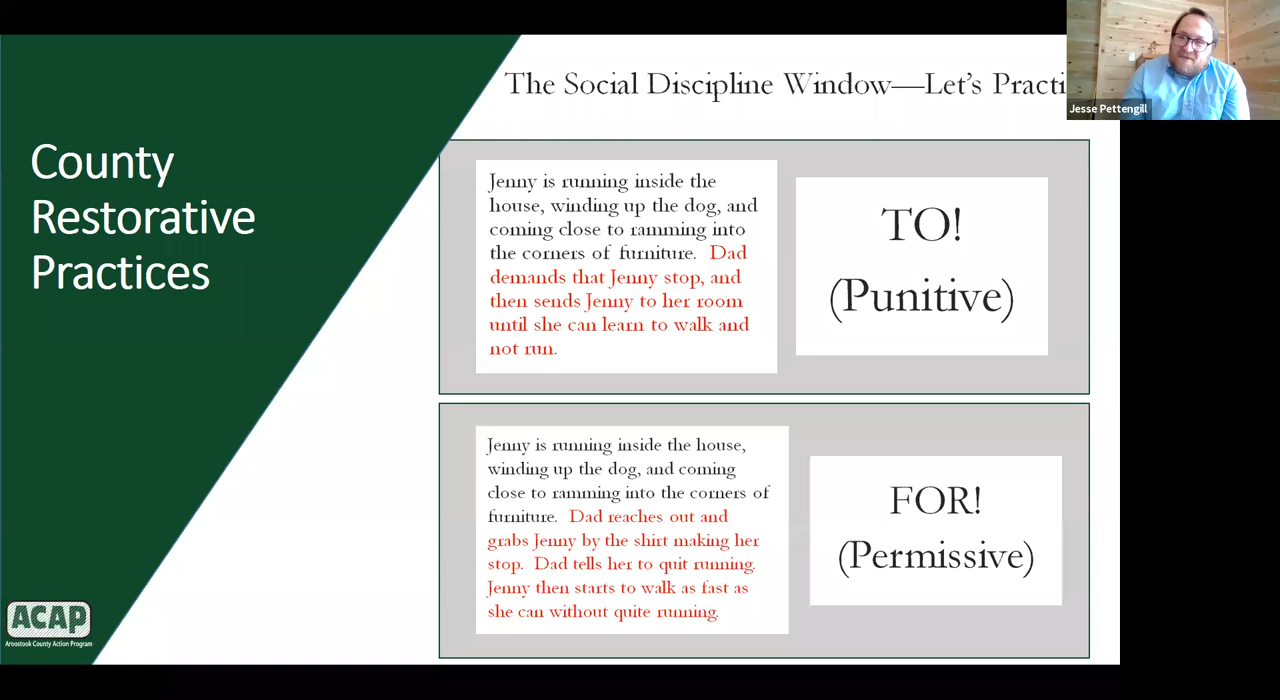 The Social Discipline Window—Let's Practi
Jesse Pettengill
County
Restorative
Practices
Jenny is running inside the
house, winding up the dog, and
coming close to ramming into
the corners of furniture. Dad
demands that Jenny stop, and
then sends Jenny to her room
until she can learn to walk and
not run.
TO!
(Punitive)
Jenny is running inside the house,
winding up the dog, and coming
close to ramming into the corners of
furniture. Dad reaches out and
grabs Jenny by the shirt making her
stop. Dad tells her to quit running.
Jenny then starts to walk as fast as
she can without quite running.
FOR!
(Permissive)
ACAP
Aroostook County Action Program